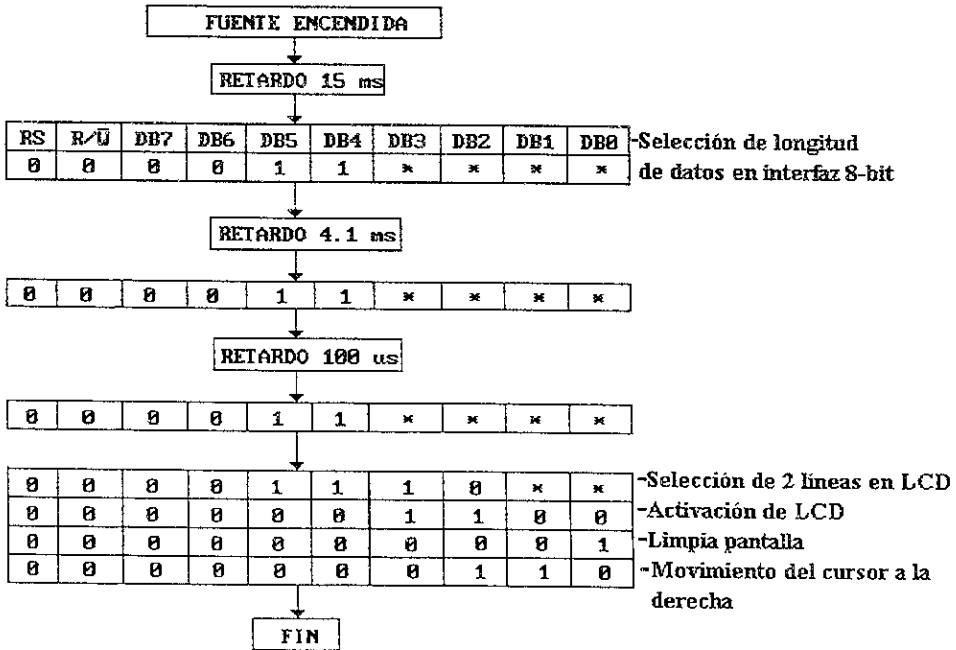 FUENTE ENCENDIDA
RETARDO 15 ms
RS R/W̅ DB7 DB6 DB5 DB4 DB3 DB2 DB1 DB0 -Selección de longitud
0 0 0 0 1 1 * * * * de datos en interfaz 8-bit
RETARDO 4.1 ms
0 0 0 0 1 1 * * * *
RETARDO 100 us
0 0 0 0 1 1 * * * *
0 0 0 0 1 1 1 0 * * -Selección de 2 líneas en LCD
0 0 0 0 0 0 1 1 0 0 -Activación de LCD
0 0 0 0 0 0 0 0 0 1 -Limpia pantalla
0 0 0 0 0 0 0 1 1 0 -Movimiento del cursor a la
derecha
FIN